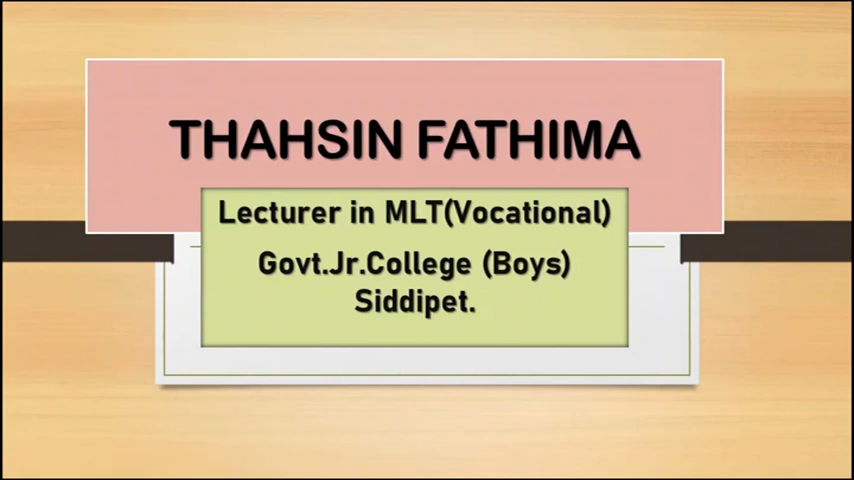 THAHSIN FATHIMA
Lecturer in MLT(Vocational)
Govt.Jr.College (Boys)
Siddipet.